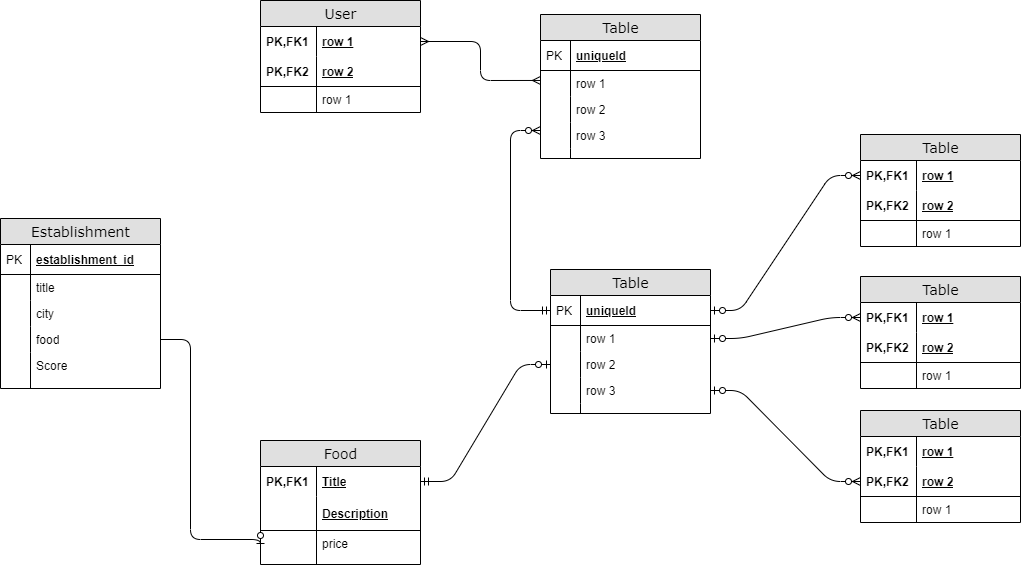 User
PK,FK1 row 1
PK,FK2 row 2
row 1
Table
PK uniqueId
row 1
row 2
row 3
Table
PK,FK1 row 1
PK,FK2 row 2
row 1
Establishment
PK establishment_id
title
city
food
Score
Table
PK uniqueId
row 1
row 2
row 3
Table
PK,FK1 row 1
PK,FK2 row 2
row 1
Food
PK,FK1 Title
Description
price
Table
PK,FK1 row 1
PK,FK2 row 2
row 1